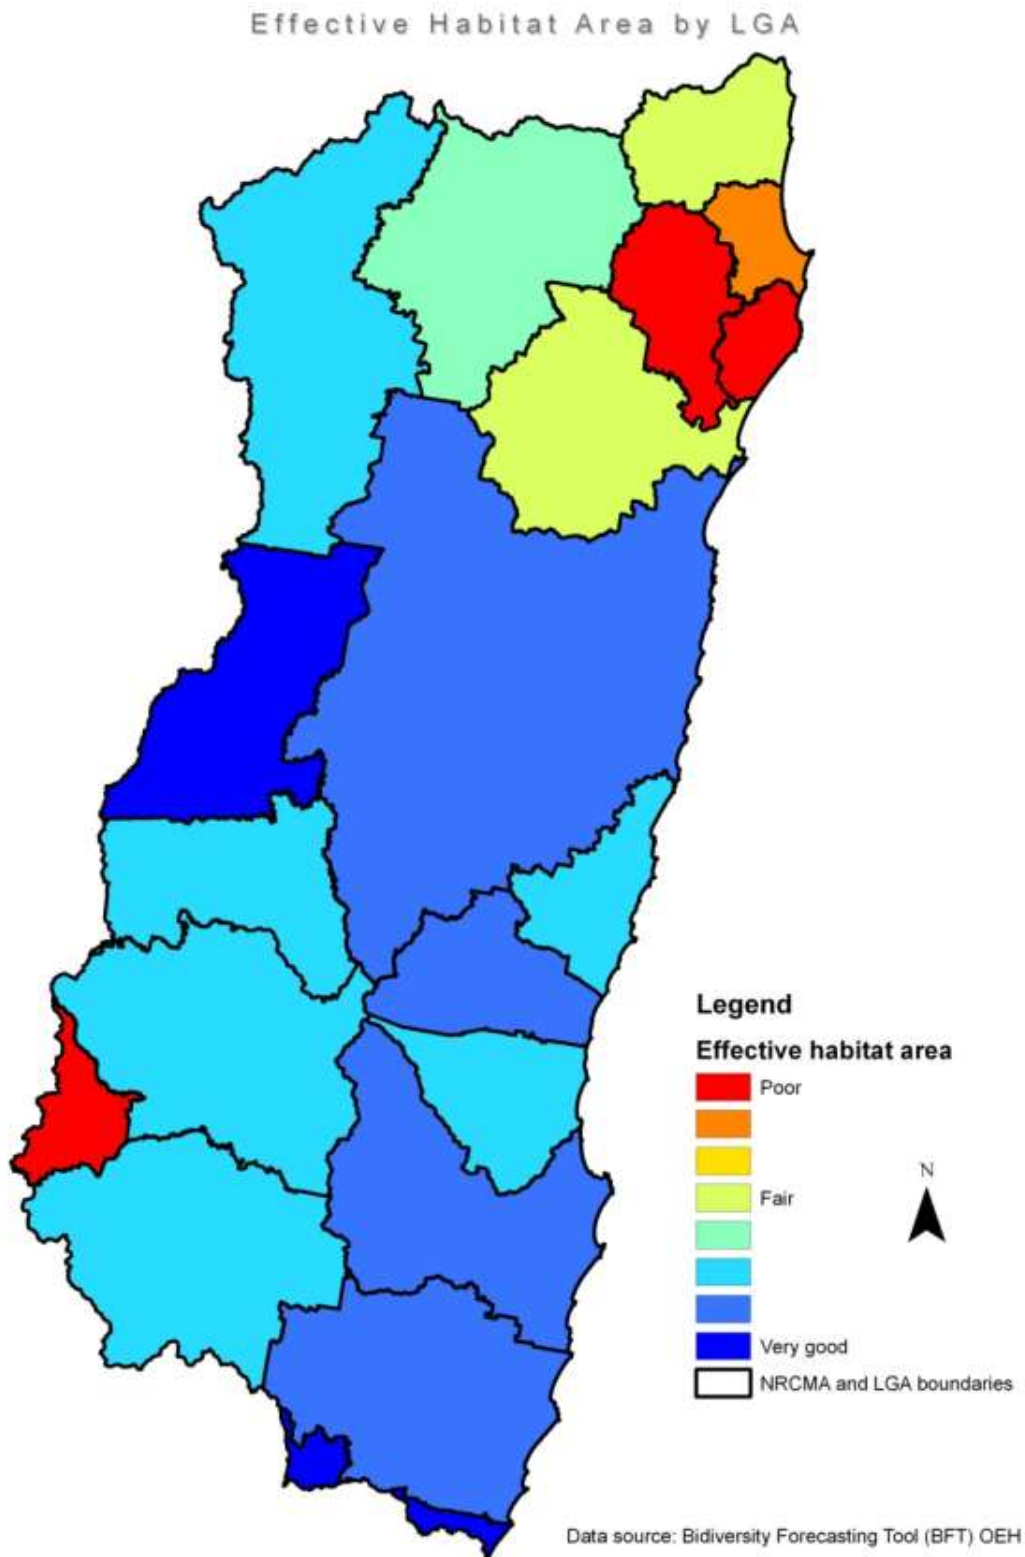 Effective Habitat Area by LGA
Legend
Effective habitat area
Poor
Fair
Very good
NRCMA and LGA boundaries
N
Data source: Bidiversity Forecasting Tool (BFT) OEH